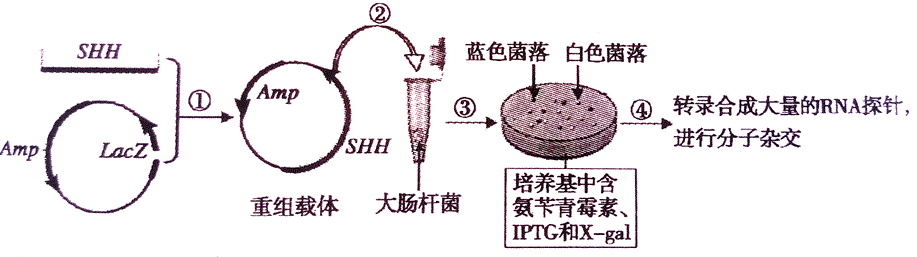 SHH
Amp
LacZ
①
Amp
SHH
重组载体
②
大肠杆菌
③
蓝色菌落
白色菌落
培养基中含
氨苄青霉素、
IPTG和X-gal
④
转录合成大量的RNA探针,
进行分子杂交